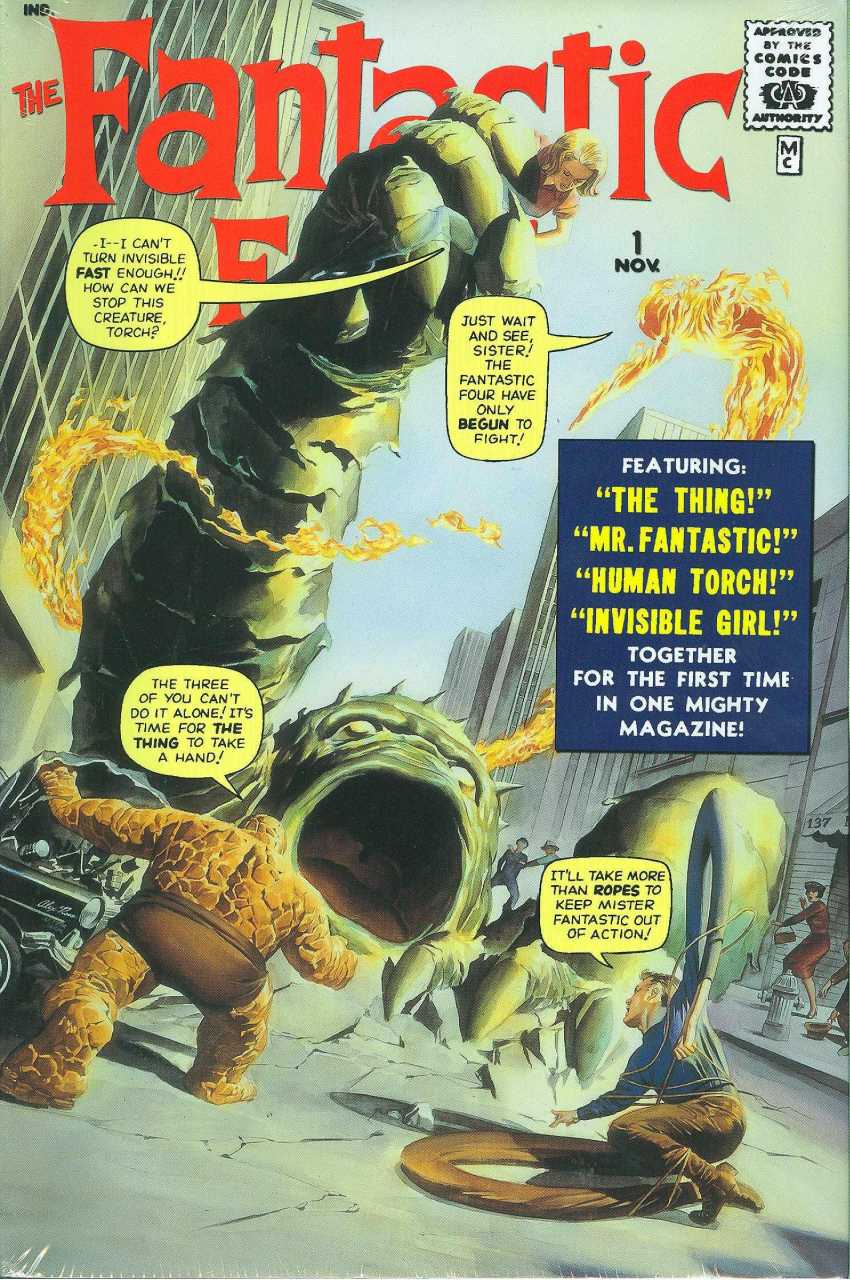 IND.
THE
Fantastic
F
APPROVED
BY THE
COMICS
CODE
CA
AUTHORITY
M
C
1
NOV.
-I--I CAN'T
TURN INVISIBLE
FAST ENOUGH!!
HOW CAN WE
STOP THIS
CREATURE,
TORCH?
JUST WAIT
AND SEE,
SISTER!
THE
FANTASTIC
FOUR HAVE
ONLY
BEGUN TO
FIGHT!
FEATURING:
“THE THING!”
“MR. FANTASTIC!”
“HUMAN TORCH!”
“INVISIBLE GIRL!”
TOGETHER
FOR THE FIRST TIME
IN ONE MIGHTY
MAGAZINE!
THE THREE
OF YOU CAN'T
DO IT ALONE! IT'S
TIME FOR THE
THING TO TAKE
A HAND!
137
IT'LL TAKE MORE
THAN ROPES TO
KEEP MISTER
FANTASTIC OUT
OF ACTION!
Alex Ross